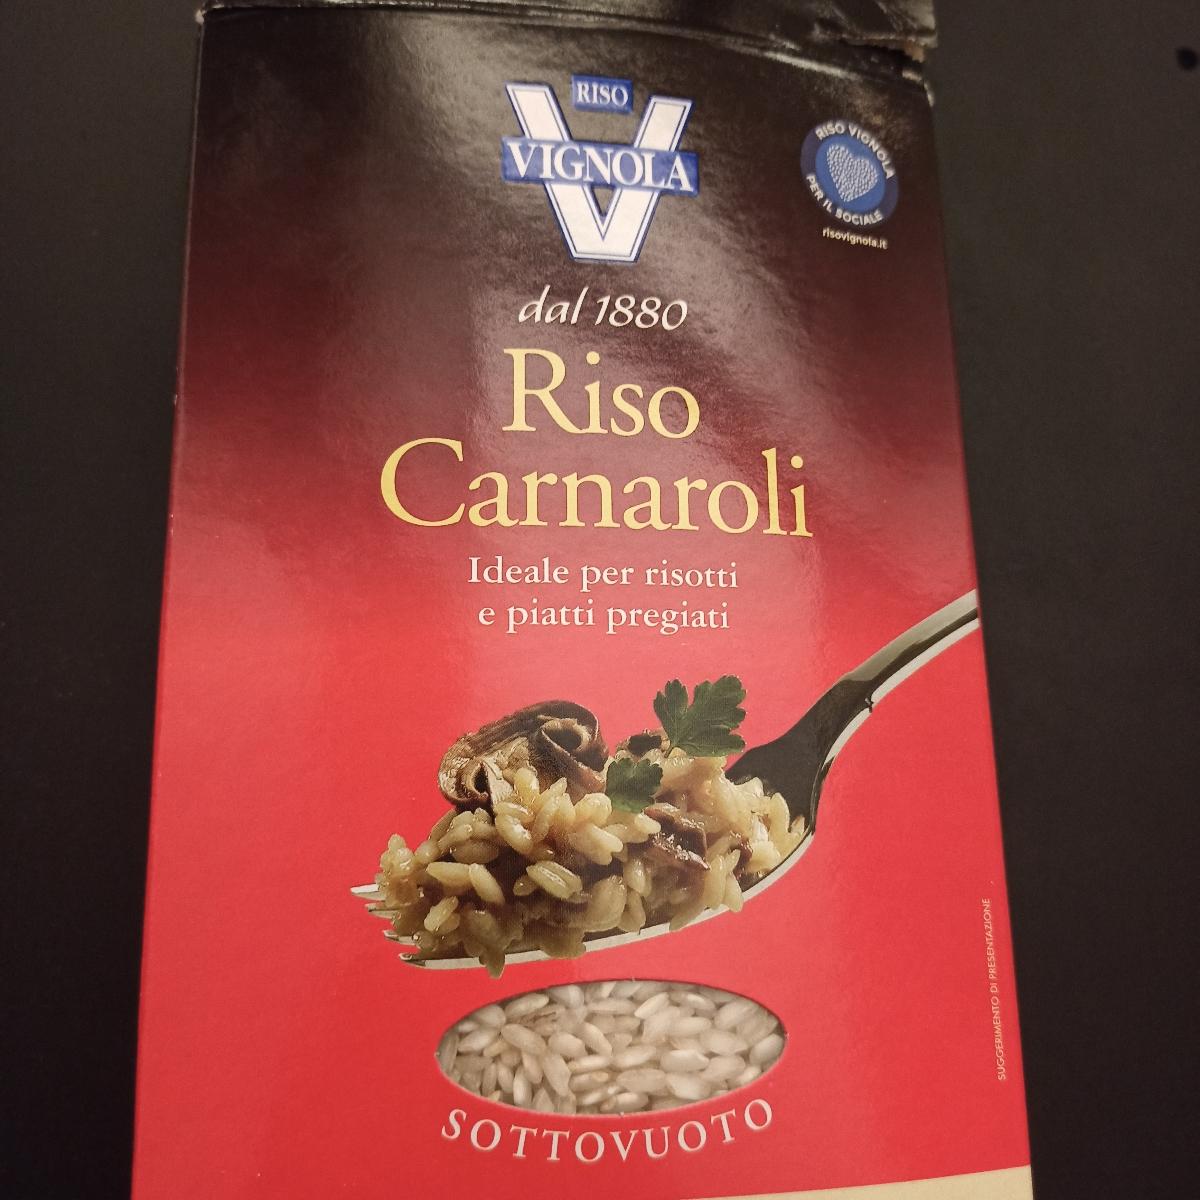 RISO
VIGNOLA
RISO VIGNOLA
PER IL SOCIALE
risovignola.it
dal 1880
Riso
Carnaroli
Ideale per risotti
e piatti pregiati
SUGGERIMENTO DI PRESENTAZIONE
SOTTOVUOTO